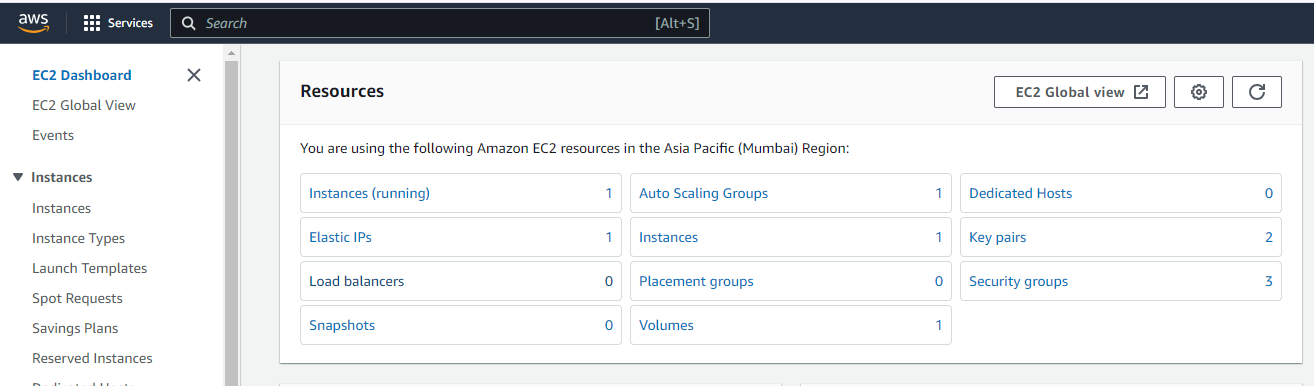 aws
Services
Search [Alt+S]
EC2 Dashboard
EC2 Global View
Events
Instances
Instances
Instance Types
Launch Templates
Spot Requests
Savings Plans
Reserved Instances
Dedicated Hosts
Resources
EC2 Global view
You are using the following Amazon EC2 resources in the Asia Pacific (Mumbai) Region:
Instances (running) 1
Auto Scaling Groups 1
Dedicated Hosts 0
Elastic IPs 1
Instances 1
Key pairs 2
Load balancers 0
Placement groups 0
Security groups 3
Snapshots 0
Volumes 1